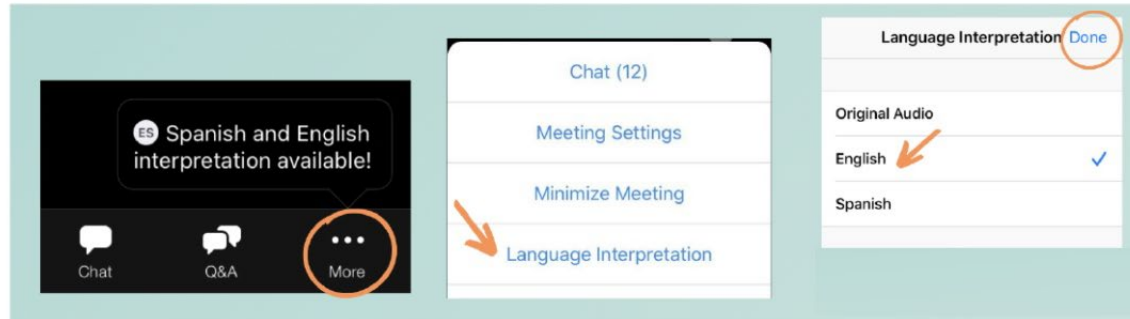 ES Spanish and English
interpretation available!
Chat
Q&A
More
Chat (12)
Meeting Settings
Minimize Meeting
Language Interpretation
Language Interpretation Done
Original Audio
English
Spanish